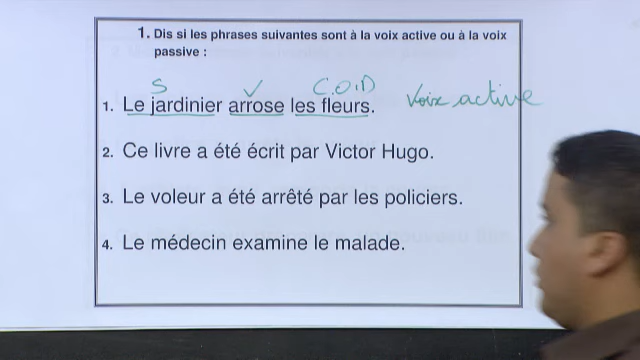 1. Dis si les phrases suivantes sont à la voix active ou à la voix
passive :
S V C.O.D
1. Le jardinier arrose les fleurs. Voix active
2. Ce livre a été écrit par Victor Hugo.
3. Le voleur a été arrêté par les policiers.
4. Le médecin examine le malade.